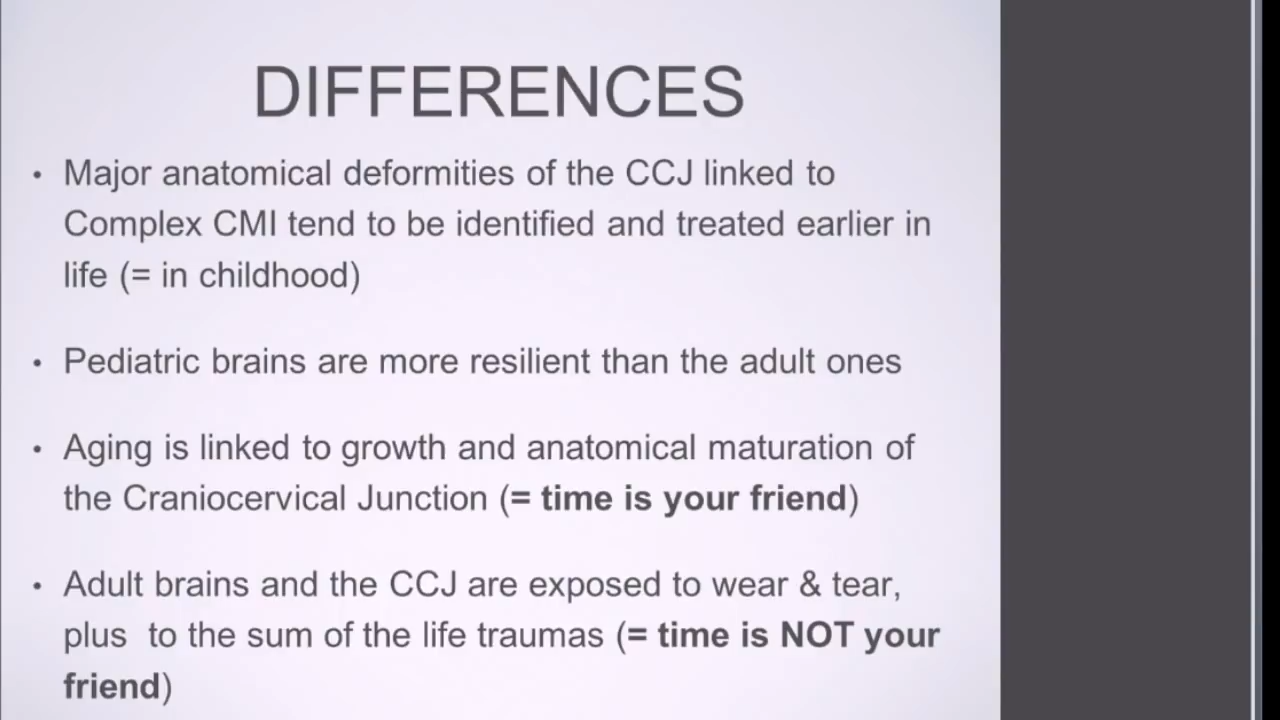 DIFFERENCES
• Major anatomical deformities of the CCJ linked to
Complex CMI tend to be identified and treated earlier in
life (= in childhood)
• Pediatric brains are more resilient than the adult ones
• Aging is linked to growth and anatomical maturation of
the Craniocervical Junction (= time is your friend)
• Adult brains and the CCJ are exposed to wear & tear,
plus  to the sum of the life traumas (= time is NOT your
friend)